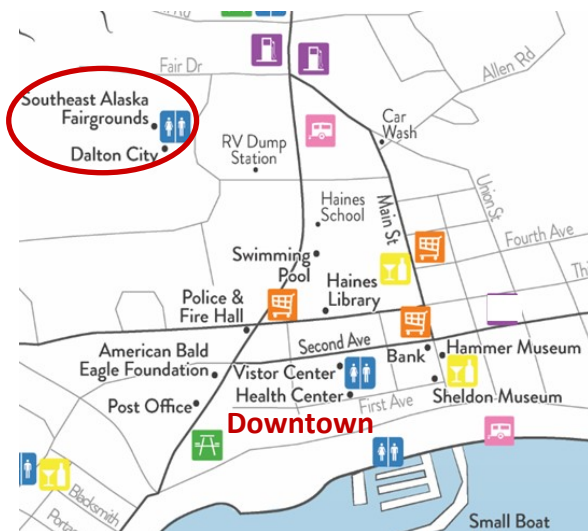 Fair Dr
Allen Rd
Southeast Alaska
Fairgrounds
Dalton City
Car
Wash
RV Dump
Station
Union St
Main St
Haines
School
Fourth Ave
Swimming
Pool
Haines
Library
Thi
Police &
Fire Hall
Second Ave
American Bald
Eagle Foundation
Vistor Center
Bank
Hammer Museum
Health Center
Post Office
First Ave
Sheldon Museum
Downtown
Blacksmith
Portag
Small Boat